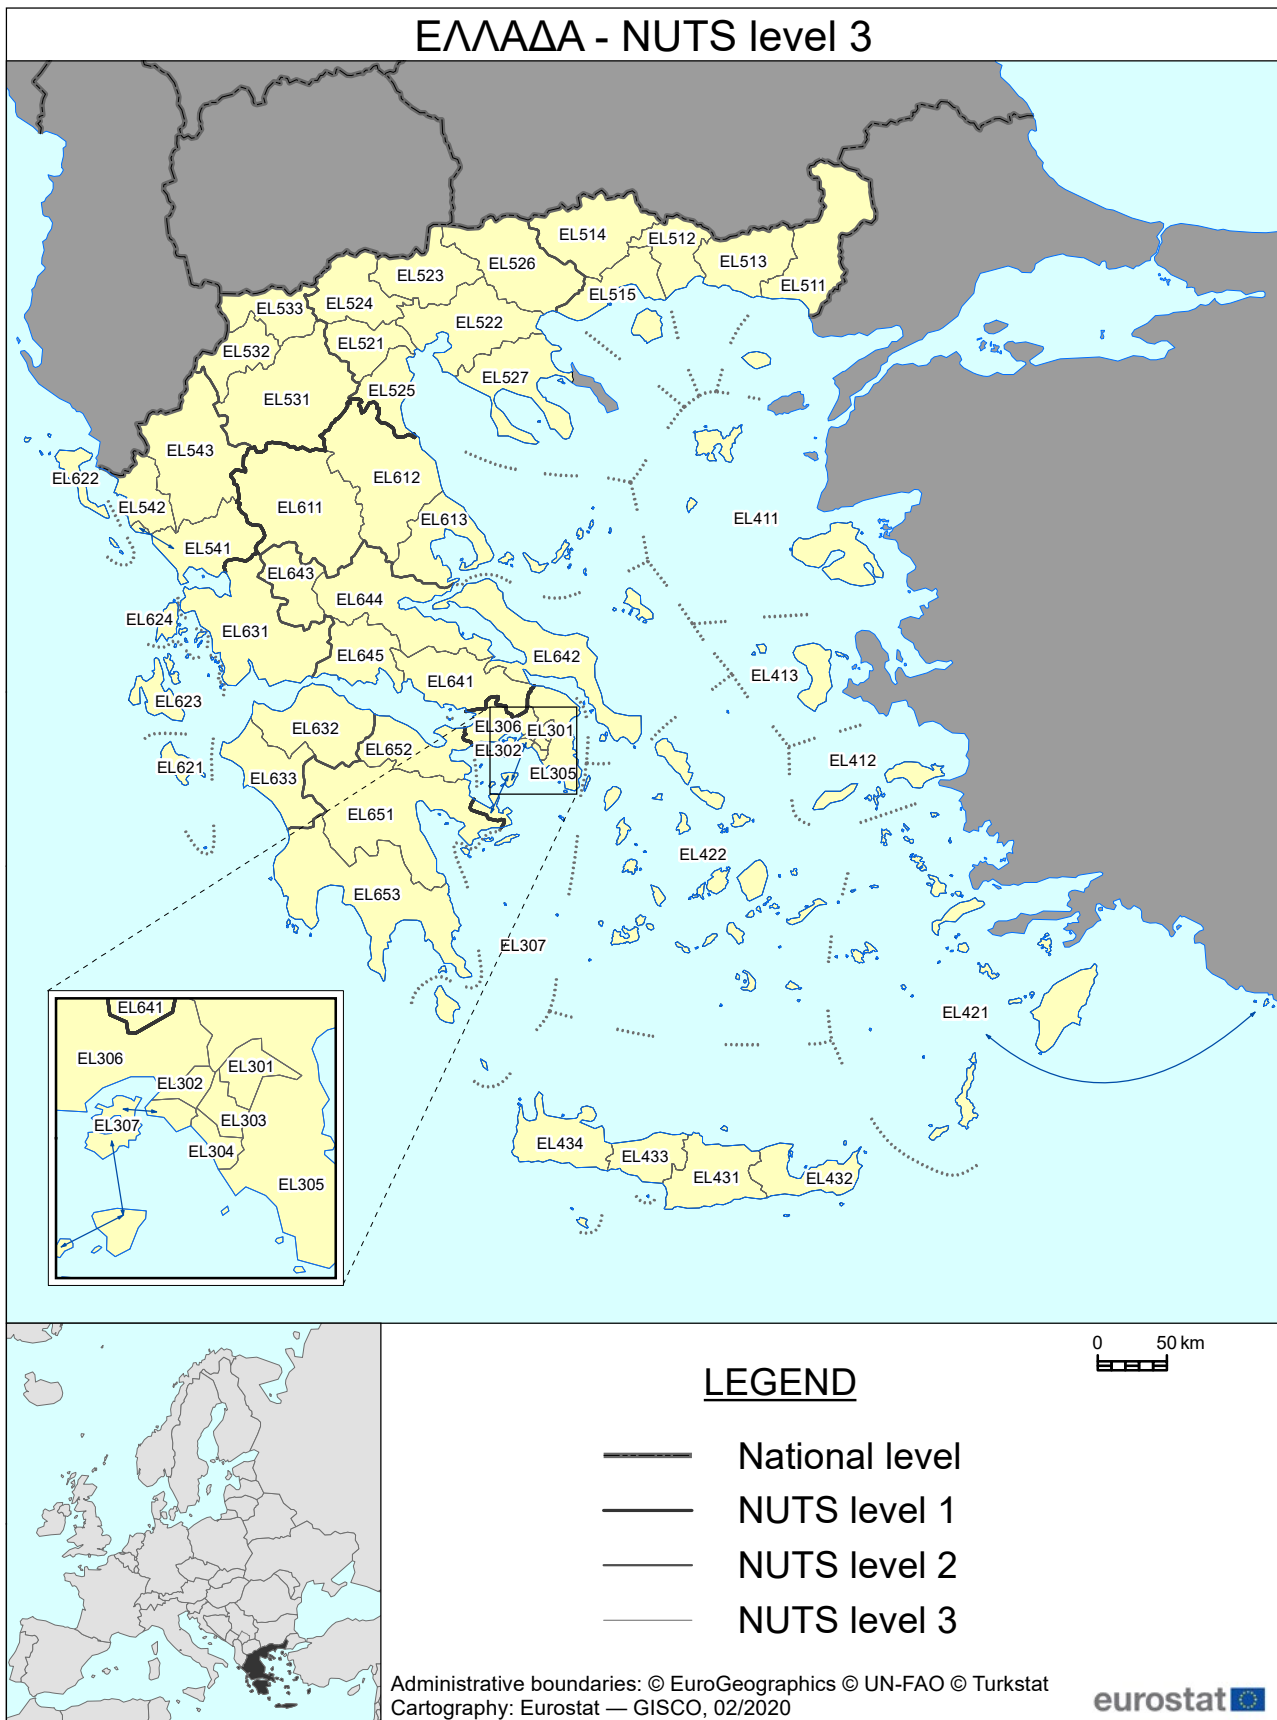 ΕΛΛΑΔΑ - NUTS level 3
EL514
EL512
EL513
EL526
EL523
EL511
EL515
EL524
EL533
EL522
EL521
EL532
EL527
EL525
EL531
EL543
EL612
EL622
EL542
EL611
EL613
EL411
EL541
EL643
EL644
EL624
EL631
EL645
EL642
EL641
EL413
EL623
EL632
EL306
EL301
EL652
EL302
EL412
EL621
EL633
EL305
EL651
EL422
EL653
EL307
EL421
EL641
EL306
EL301
EL302
EL303
EL307
EL304
EL305
EL434
EL433
EL431
EL432
0 50 km
LEGEND
National level
NUTS level 1
NUTS level 2
NUTS level 3
Administrative boundaries: © EuroGeographics © UN-FAO © Turkstat
Cartography: Eurostat — GISCO, 02/2020
eurostat